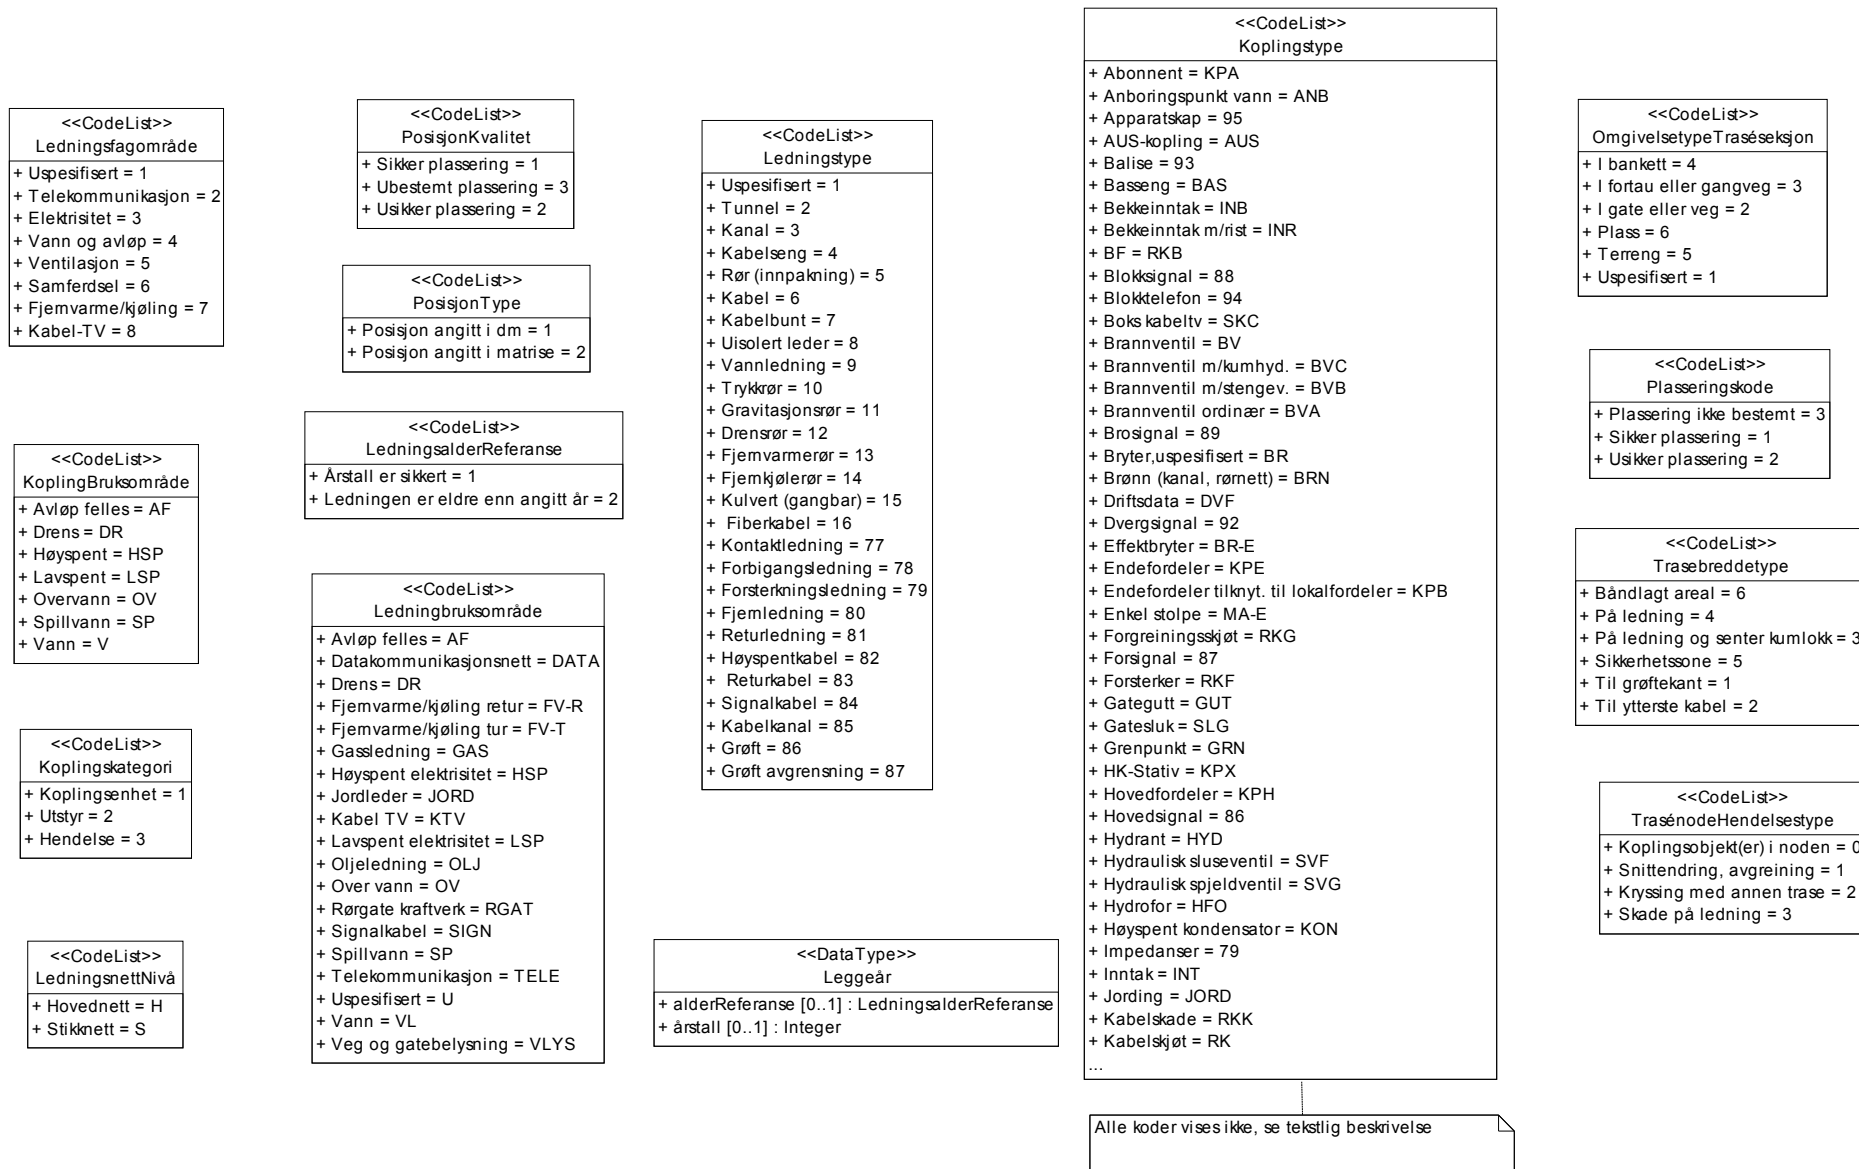 <<CodeList>>
Ledningsfagområde
+ Uspesifisert = 1
+ Telekommunikasjon = 2
+ Elektrisitet = 3
+ Vann og avløp = 4
+ Ventilasjon = 5
+ Samferdsel = 6
+ Fjernvarme/kjøling = 7
+ Kabel-TV = 8
<<CodeList>>
KoplingBruksområde
+ Avløp felles = AF
+ Drens = DR
+ Høyspent = HSP
+ Lavspent = LSP
+ Overvann = OV
+ Spillvann = SP
+ Vann = V
<<CodeList>>
Koplingskategori
+ Koplingsenhet = 1
+ Utstyr = 2
+ Hendelse = 3
<<CodeList>>
LedningsnettNivå
+ Hovednett = H
+ Stikknett = S
<<CodeList>>
PosisjonKvalitet
+ Sikker plassering = 1
+ Ubestemt plassering = 3
+ Usikker plassering = 2
<<CodeList>>
PosisjonType
+ Posisjon angitt i dm = 1
+ Posisjon angitt i matrise = 2
<<CodeList>>
LedningsalderReferanse
+ Årstall er sikkert = 1
+ Ledningen er eldre enn angitt år = 2
<<CodeList>>
Ledningbruksområde
+ Avløp felles = AF
+ Datakommunikasjonsnett = DATA
+ Drens = DR
+ Fjernvarme/kjøling retur = FV-R
+ Fjernvarme/kjøling tur = FV-T
+ Gassledning = GAS
+ Høyspent elektrisitet = HSP
+ Jordleder = JORD
+ Kabel TV = KTV
+ Lavspent elektrisitet = LSP
+ Oljeledning = OLJ
+ Over vann = OV
+ Rørgate kraftverk = RGAT
+ Signalkabel = SIGN
+ Spillvann = SP
+ Telekommunikasjon = TELE
+ Uspesifisert = U
+ Vann = VL
+ Veg og gatebelysning = VLYS
<<CodeList>>
Ledningstype
+ Uspesifisert = 1
+ Tunnel = 2
+ Kanal = 3
+ Kabelseng = 4
+ Rør (innpakning) = 5
+ Kabel = 6
+ Kabelbunt = 7
+ Uisolert leder = 8
+ Vannledning = 9
+ Trykkrør = 10
+ Gravitasjonsrør = 11
+ Drensrør = 12
+ Fjernvarmerør = 13
+ Fjernkjølerør = 14
+ Kulvert (gangbar) = 15
+ Fiberkabel = 16
+ Kontaktledning = 77
+ Forbigangsledning = 78
+ Forsterkningsledning = 79
+ Fjernledning = 80
+ Returledning = 81
+ Høyspentkabel = 82
+ Returkabel = 83
+ Signalkabel = 84
+ Kabelkanal = 85
+ Grøft = 86
+ Grøft avgrensning = 87
<<DataType>>
Leggeår
+ alderReferanse [0..1] : LedningsalderReferanse
+ årstall [0..1] : Integer
<<CodeList>>
Koplingstype
+ Abonnent = KPA
+ Anboringspunkt vann = ANB
+ Apparatskap = 95
+ AUS-kopling = AUS
+ Balise = 93
+ Basseng = BAS
+ Bekkeinntak = INB
+ Bekkeinntak m/rist = INR
+ BF = RKB
+ Blokksignal = 88
+ Blokktelefon = 94
+ Boks kabeltv = SKC
+ Brannventil = BV
+ Brannventil m/kumhyd. = BVC
+ Brannventil m/stengev. = BVB
+ Brannventil ordinær = BVA
+ Brosignal = 89
+ Bryter,uspesifisert = BR
+ Brønn (kanal, rørnett) = BRN
+ Driftsdata = DVF
+ Dvergsignal = 92
+ Effektbryter = BR-E
+ Endefordeler = KPE
+ Endefordeler tilknyt. til lokalfordeler = KPB
+ Enkel stolpe = MA-E
+ Forgreiningsskjøt = RKG
+ Forsignal = 87
+ Forsterker = RKF
+ Gategutt = GUT
+ Gatesluk = SLG
+ Grenpunkt = GRN
+ HK-Stativ = KPX
+ Hovedfordeler = KPH
+ Hovedsignal = 86
+ Hydrant = HYD
+ Hydraulisk sluseventil = SVF
+ Hydraulisk spjeldventil = SVG
+ Hydrofor = HFO
+ Høyspent kondensator = KON
+ Impedanser = 79
+ Inntak = INT
+ Jording = JORD
+ Kabelskade = RKK
+ Kabelskjøt = RK
...
Alle koder vises ikke, se tekstlig beskrivelse
<<CodeList>>
OmgivelsetypeTraséseksjon
+ I bankett = 4
+ I fortau eller gangveg = 3
+ I gate eller veg = 2
+ Plass = 6
+ Terreng = 5
+ Uspesifisert = 1
<<CodeList>>
Plasseringskode
+ Plassering ikke bestemt = 3
+ Sikker plassering = 1
+ Usikker plassering = 2
<<CodeList>>
Trasebreddetype
+ Båndlagt areal = 6
+ På ledning = 4
+ På ledning og senter kumlokk = 3
+ Sikkerhetssone = 5
+ Til grøftekant = 1
+ Til ytterste kabel = 2
<<CodeList>>
TrasénodeHendelsestype
+ Koplingsobjekt(er) i noden = 0
+ Snittendring, avgreining = 1
+ Kryssing med annen trase = 2
+ Skade på ledning = 3